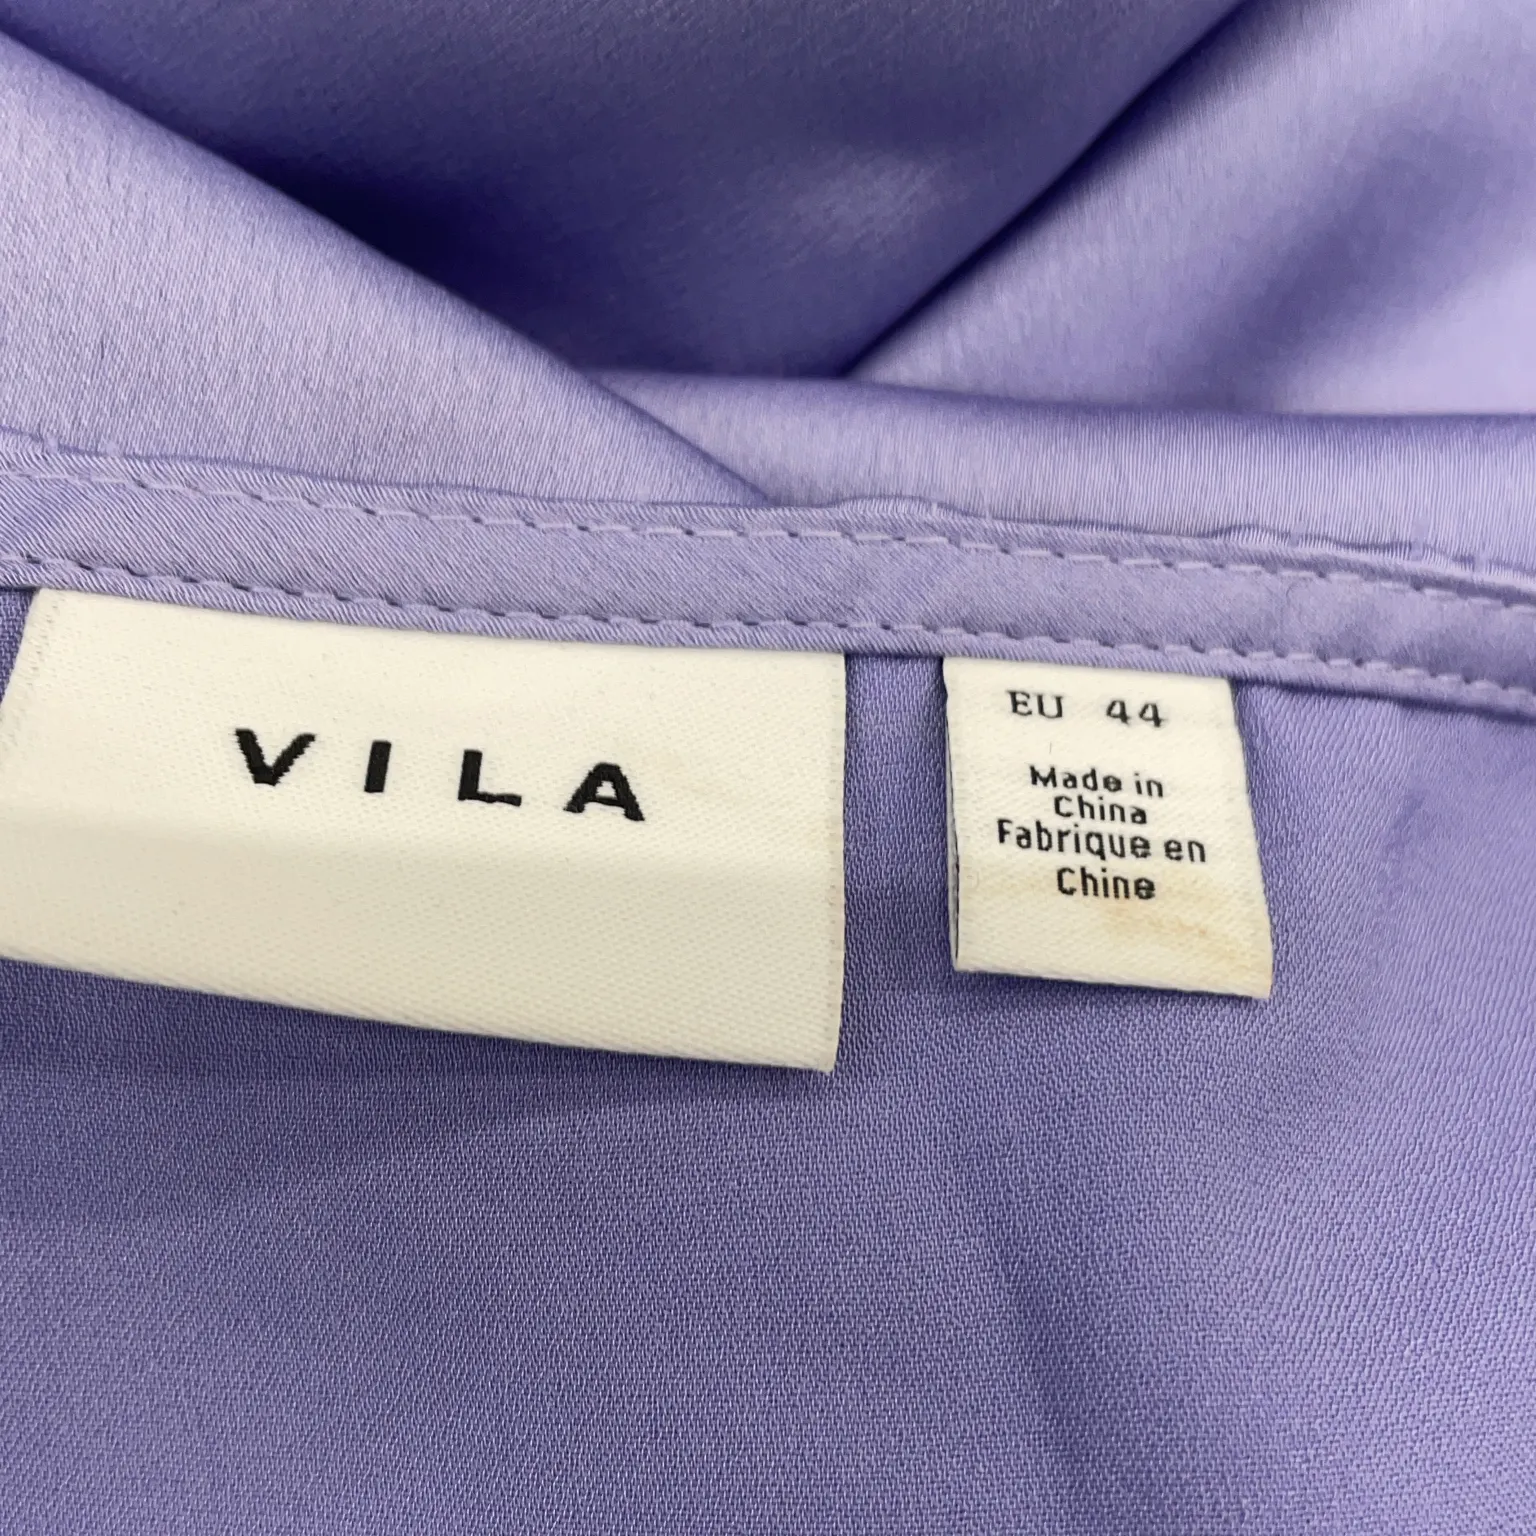 VILA
EU 44
Made in
China
Fabrique en
Chine